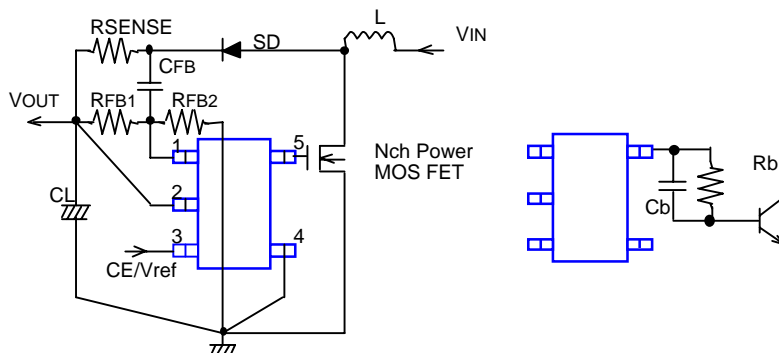 RSENSE
L
SD
VIN
CFB
VOUT
RFB1
RFB2
1
5
Nch Power
MOS FET
Rb
CL
2
Cb
3
4
CE/Vref